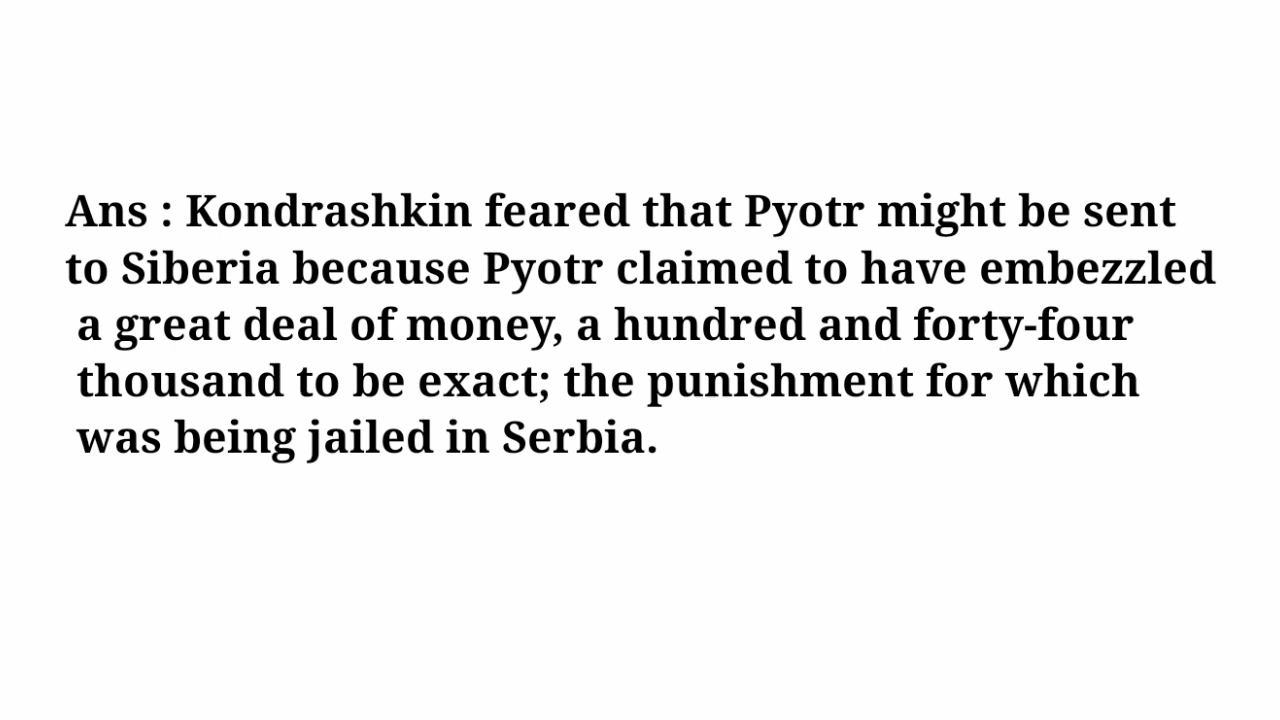 Ans : Kondrashkin feared that Pyotr might be sent
to Siberia because Pyotr claimed to have embezzled
a great deal of money, a hundred and forty-four
thousand to be exact; the punishment for which
was being jailed in Serbia.